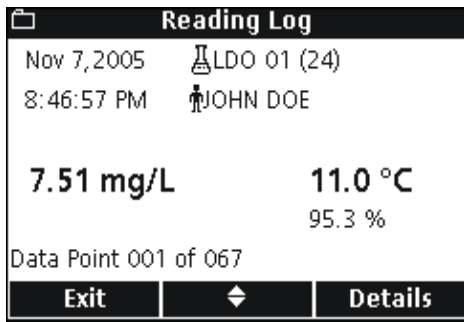 Reading Log
Nov 7,2005 LDO 01 (24)
8:46:57 PM JOHN DOE
7.51 mg/L 11.0 °C
95.3 %
Data Point 001 of 067
Exit Details